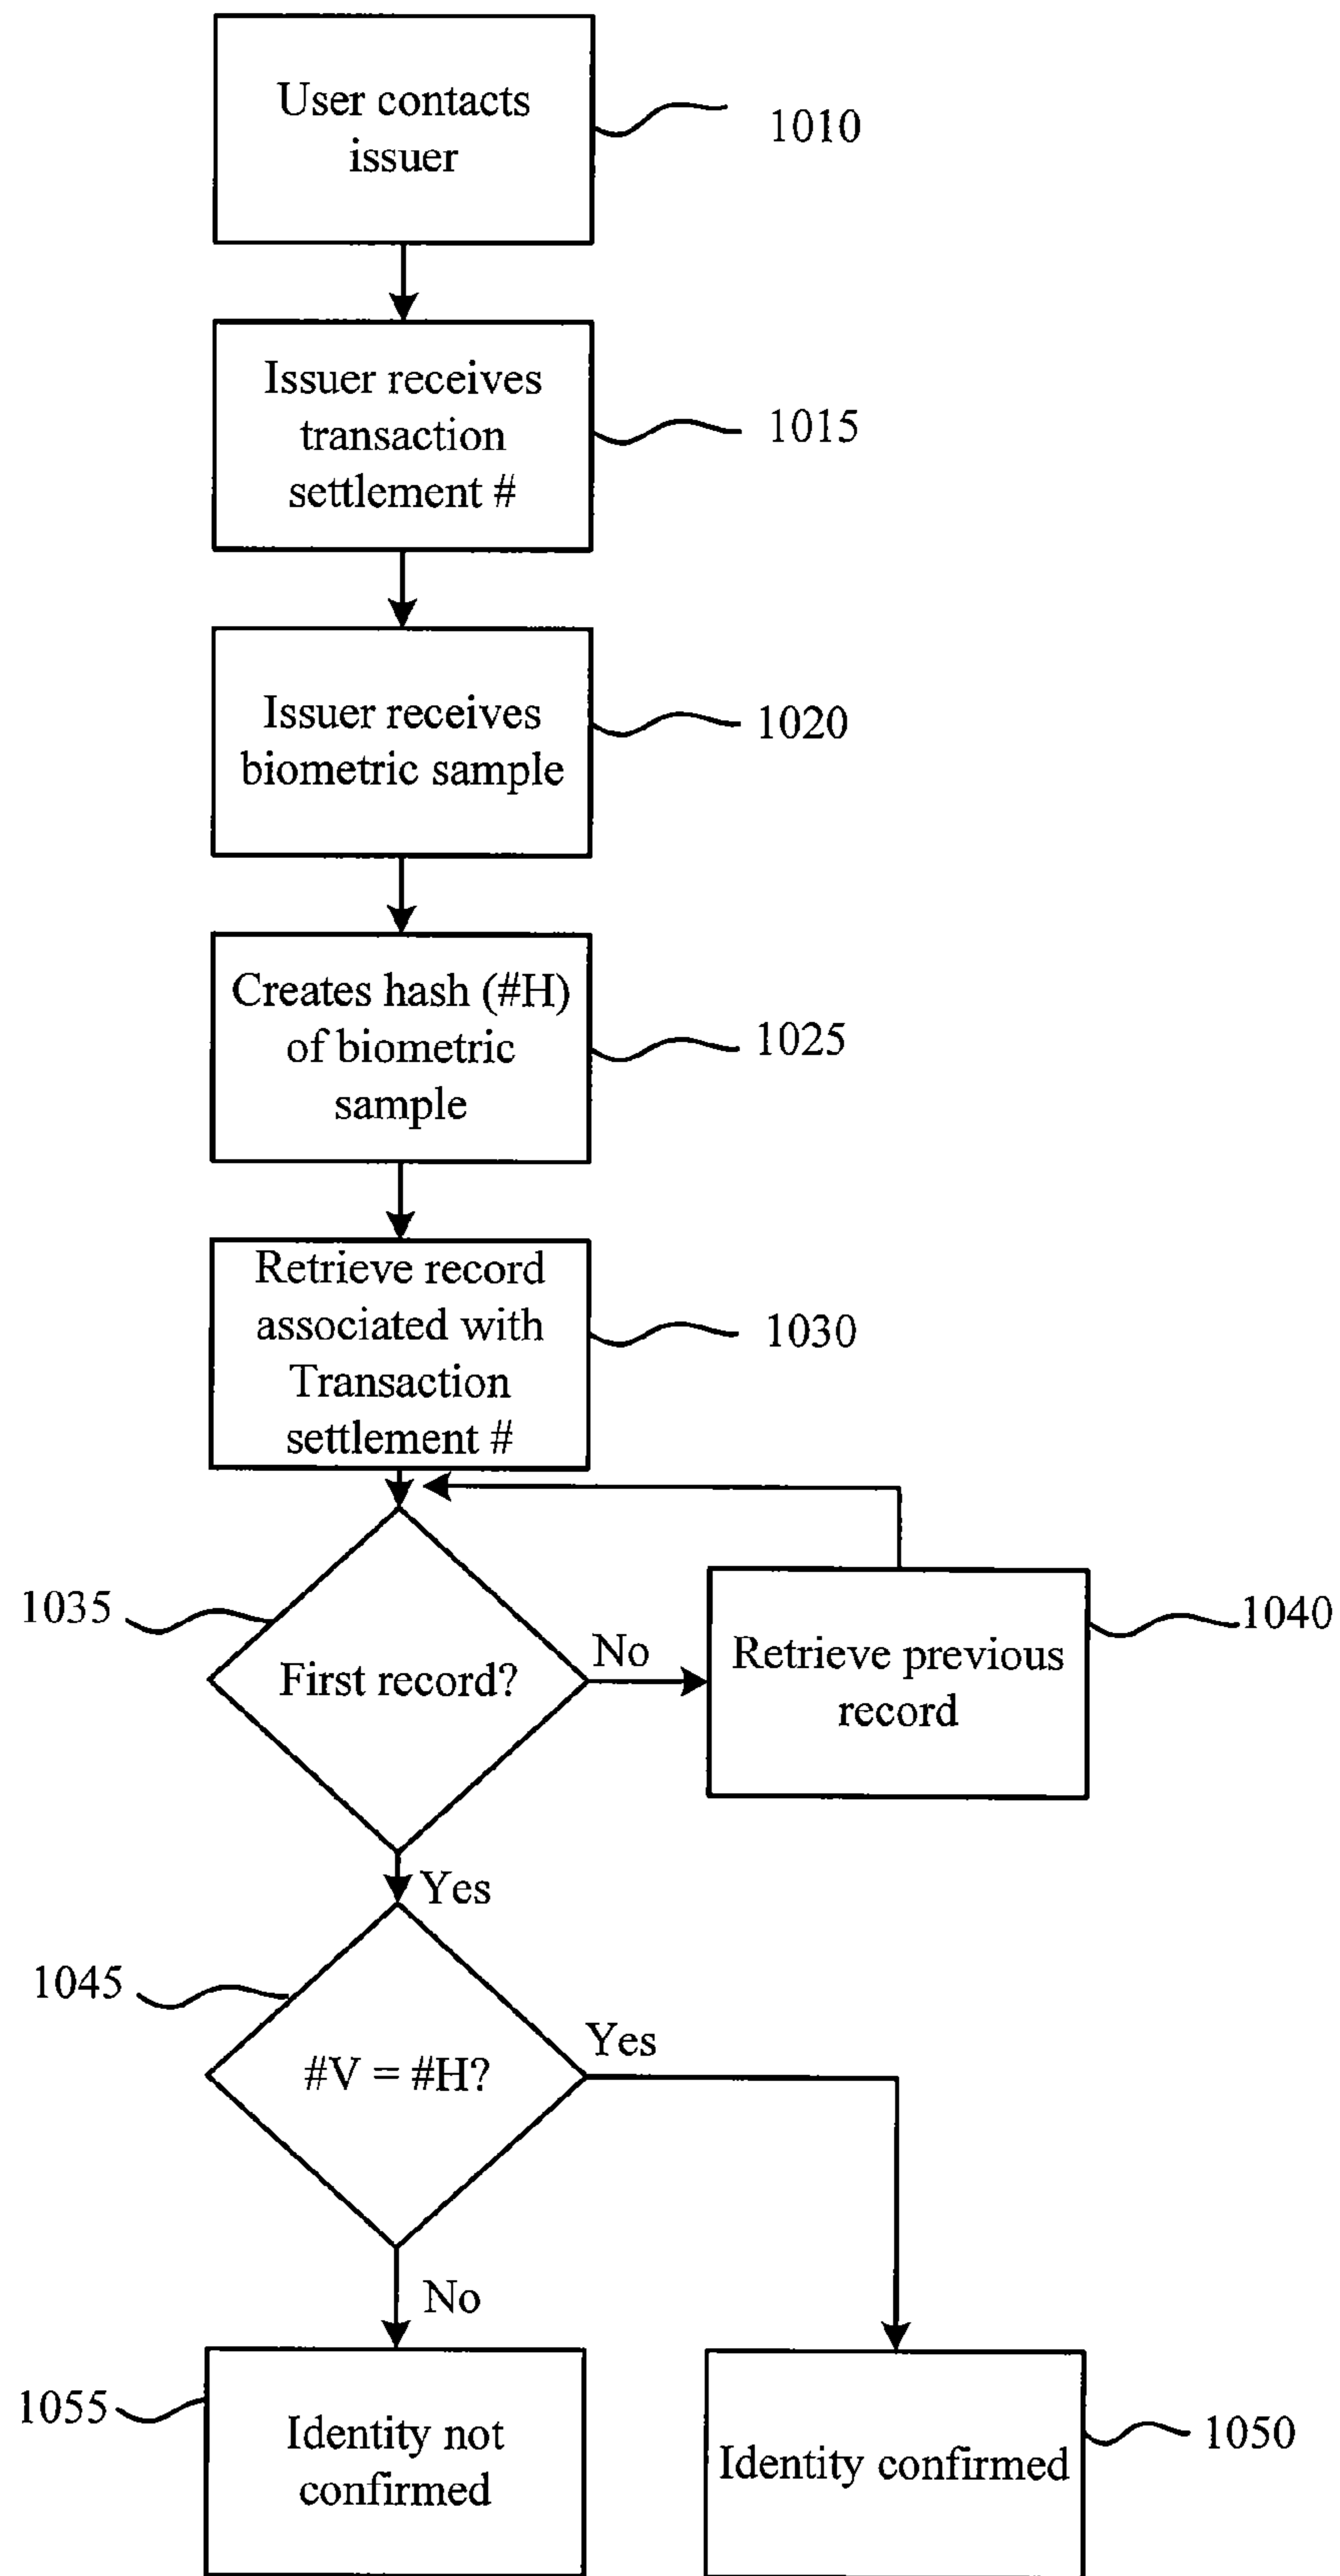 User contacts
issuer
1010
Issuer receives
transaction
settlement #
1015
Issuer receives
biometric sample
1020
Creates hash (#H)
of biometric
sample
1025
Retrieve record
associated with
Transaction
settlement #
1030
1035
First record?
No
Retrieve previous
record
1040
Yes
1045
#V = #H?
Yes
No
1055
Identity not
confirmed
Identity confirmed
1050